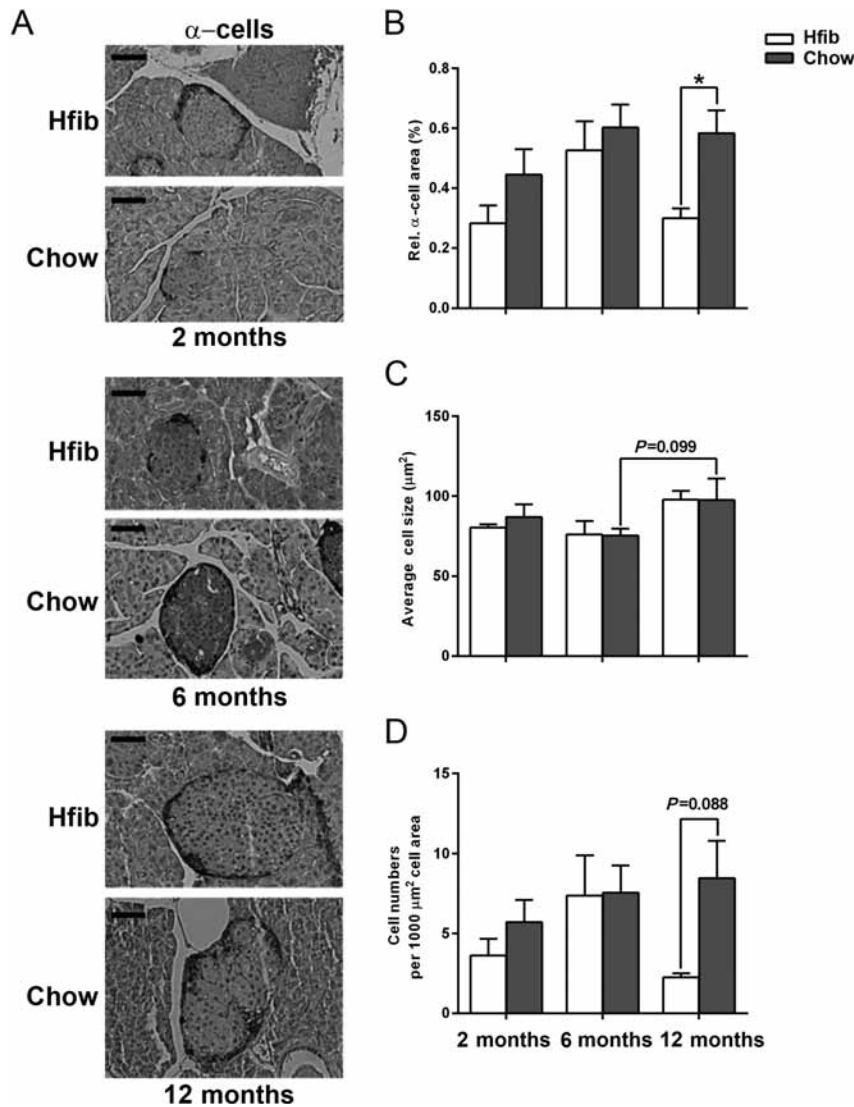 A
α–cells
Hfib
Chow
2 months
Hfib
Chow
6 months
Hfib
Chow
12 months
B
Hfib
Chow
Rel. α-cell area (%)
0.8
0.6
0.4
0.2
0.0
*
C
Average cell size (μm²)
150
100
50
0
P=0.099
D
Cell numbers
per 1000 μm² cell area
15
10
5
0
P=0.088
2 months 6 months 12 months